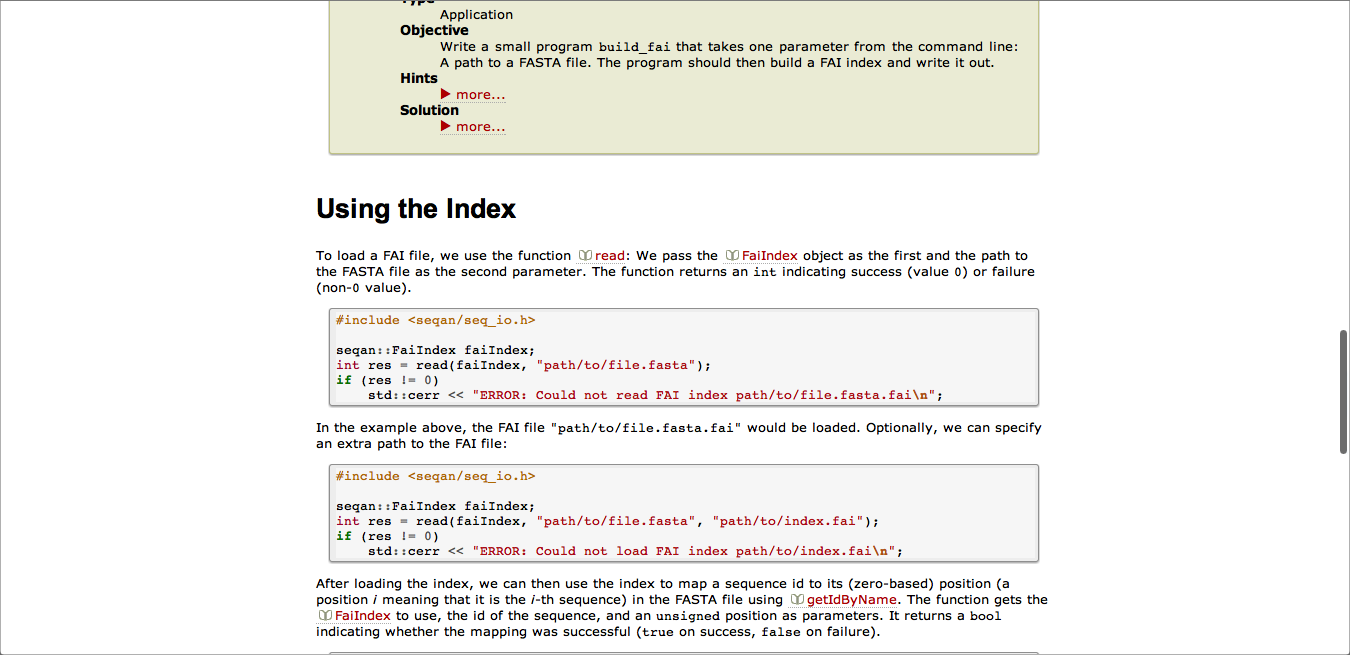 Type
Application
Objective
Write a small program build_fai that takes one parameter from the command line:
A path to a FASTA file. The program should then build a FAI index and write it out.
Hints
▶ more...
Solution
▶ more...
Using the Index
To load a FAI file, we use the function read: We pass the FaiIndex object as the first and the path to
the FASTA file as the second parameter. The function returns an int indicating success (value 0) or failure
(non-0 value).
#include <seqan/seq_io.h>
seqan::FaiIndex faiIndex;
int res = read(faiIndex, "path/to/file.fasta");
if (res != 0)
    std::cerr << "ERROR: Could not read FAI index path/to/file.fasta.fai\n";
In the example above, the FAI file "path/to/file.fasta.fai" would be loaded. Optionally, we can specify
an extra path to the FAI file:
#include <seqan/seq_io.h>
seqan::FaiIndex faiIndex;
int res = read(faiIndex, "path/to/file.fasta", "path/to/index.fai");
if (res != 0)
    std::cerr << "ERROR: Could not load FAI index path/to/index.fai\n";
After loading the index, we can then use the index to map a sequence id to its (zero-based) position (a
position i meaning that it is the i-th sequence) in the FASTA file using getIdByName. The function gets the
FaiIndex to use, the id of the sequence, and an unsigned position as parameters. It returns a bool
indicating whether the mapping was successful (true on success, false on failure).